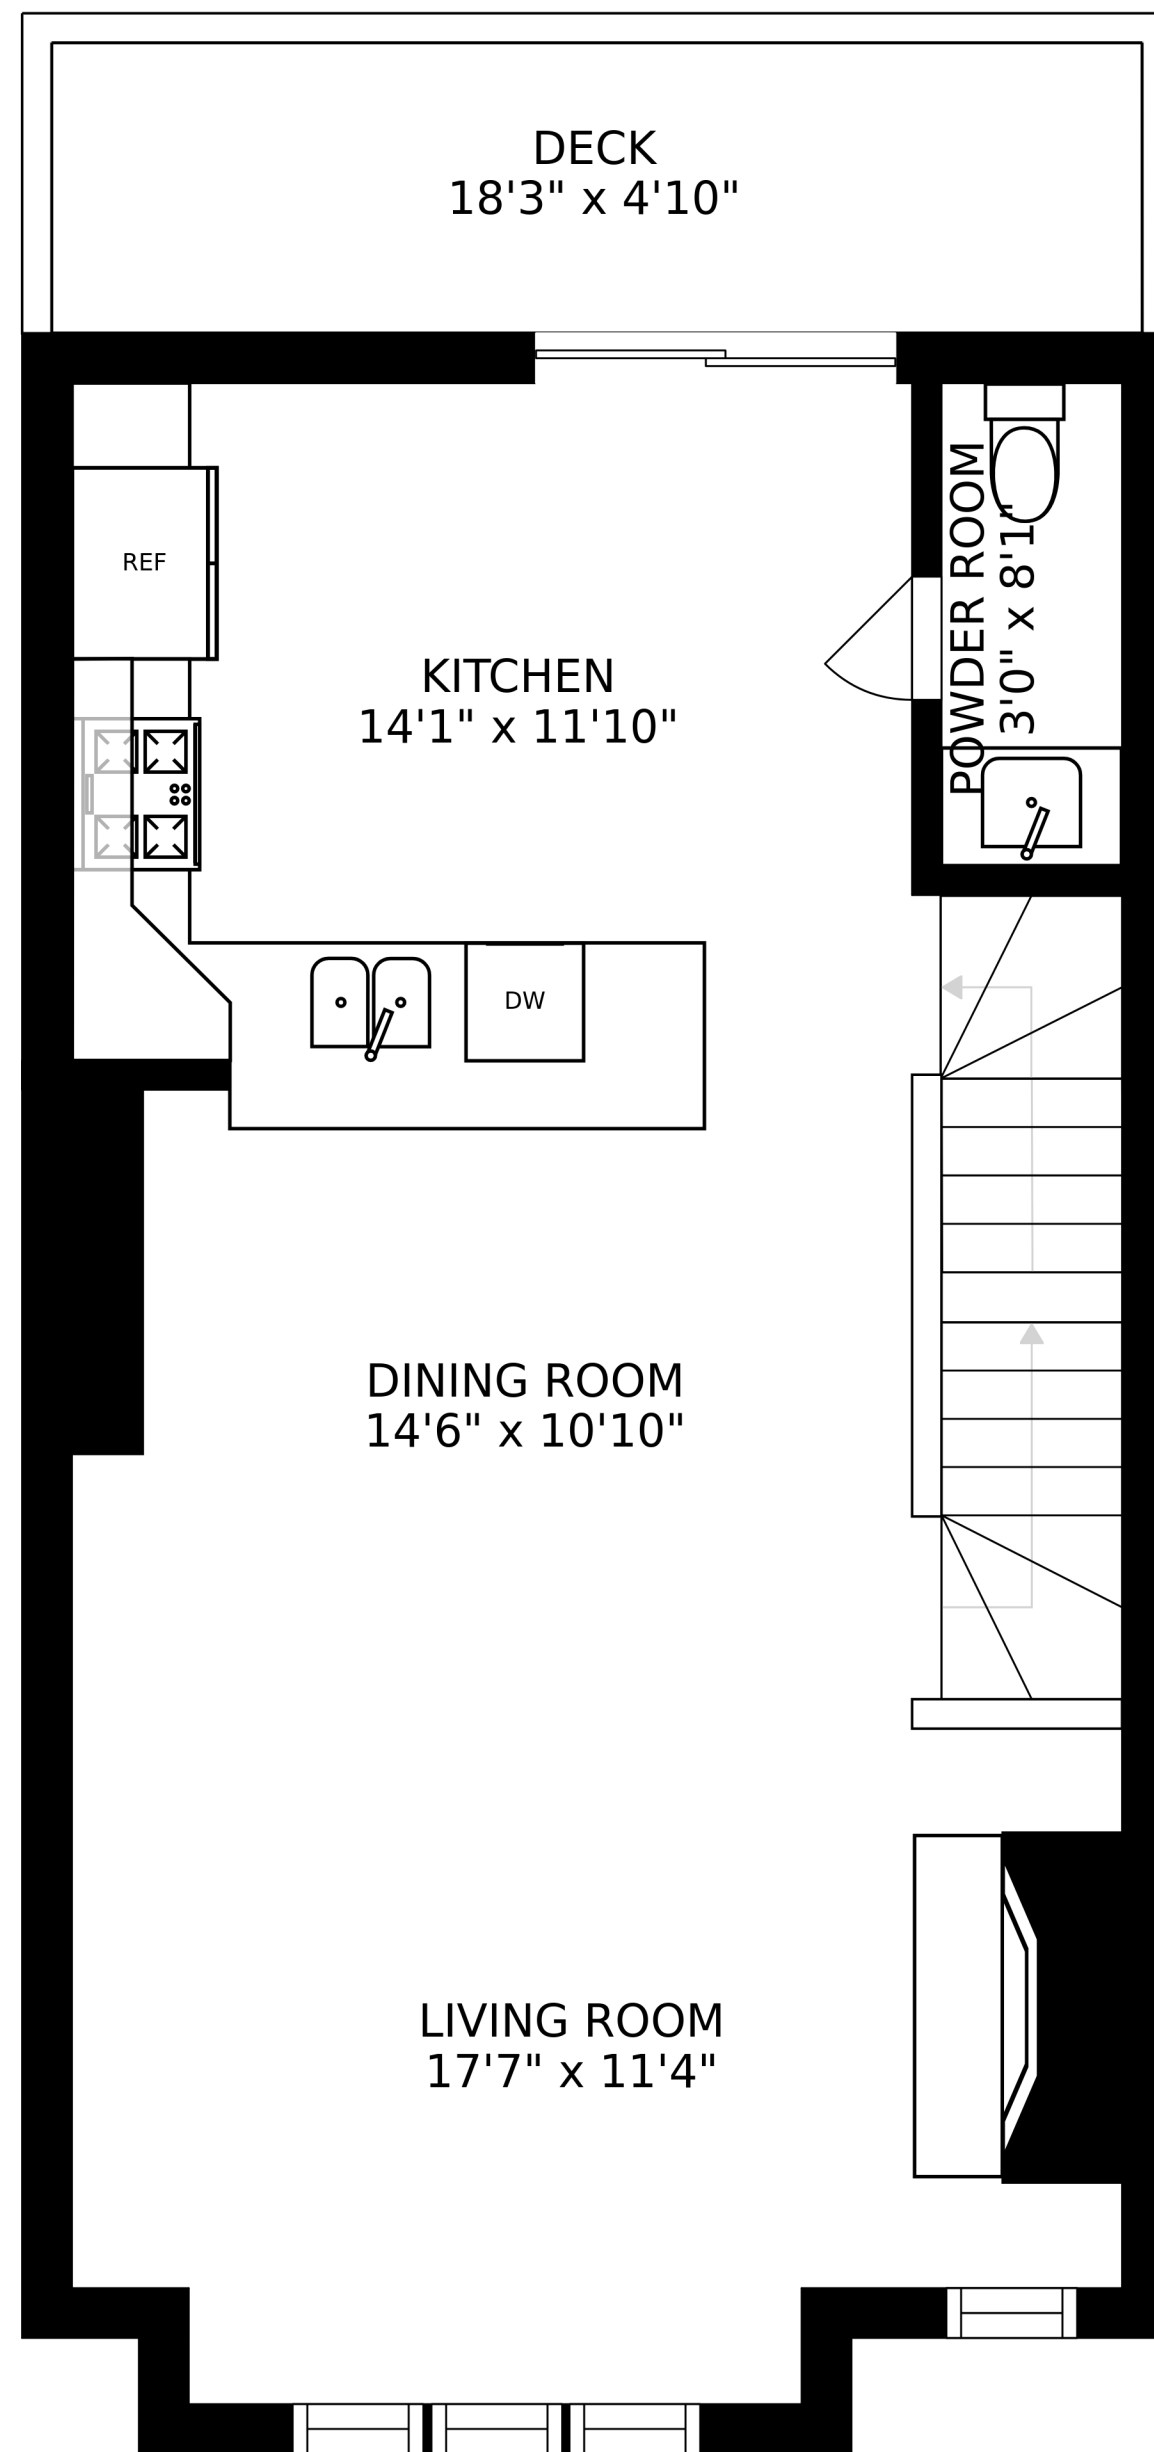 DECK
18'3" x 4'10"
REF
KITCHEN
14'1" x 11'10"
POWDER ROOM
3'0" x 8'1"
DW
DINING ROOM
14'6" x 10'10"
LIVING ROOM
17'7" x 11'4"